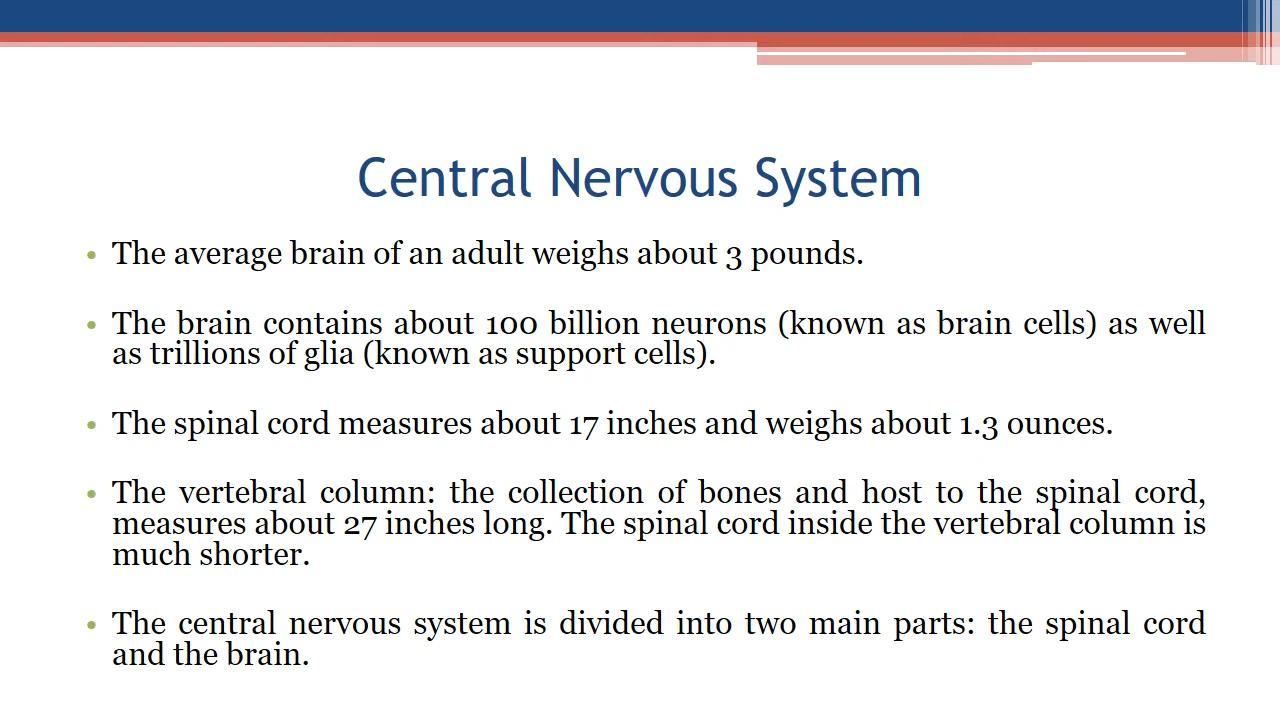 Central Nervous System
• The average brain of an adult weighs about 3 pounds.
• The brain contains about 100 billion neurons (known as brain cells) as well
as trillions of glia (known as support cells).
• The spinal cord measures about 17 inches and weighs about 1.3 ounces.
• The vertebral column: the collection of bones and host to the spinal cord,
measures about 27 inches long. The spinal cord inside the vertebral column is
much shorter.
• The central nervous system is divided into two main parts: the spinal cord
and the brain.